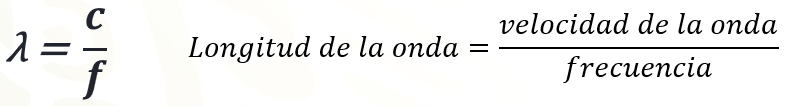 λ = c/f
Longitud de la onda = velocidad de la onda/frecuencia